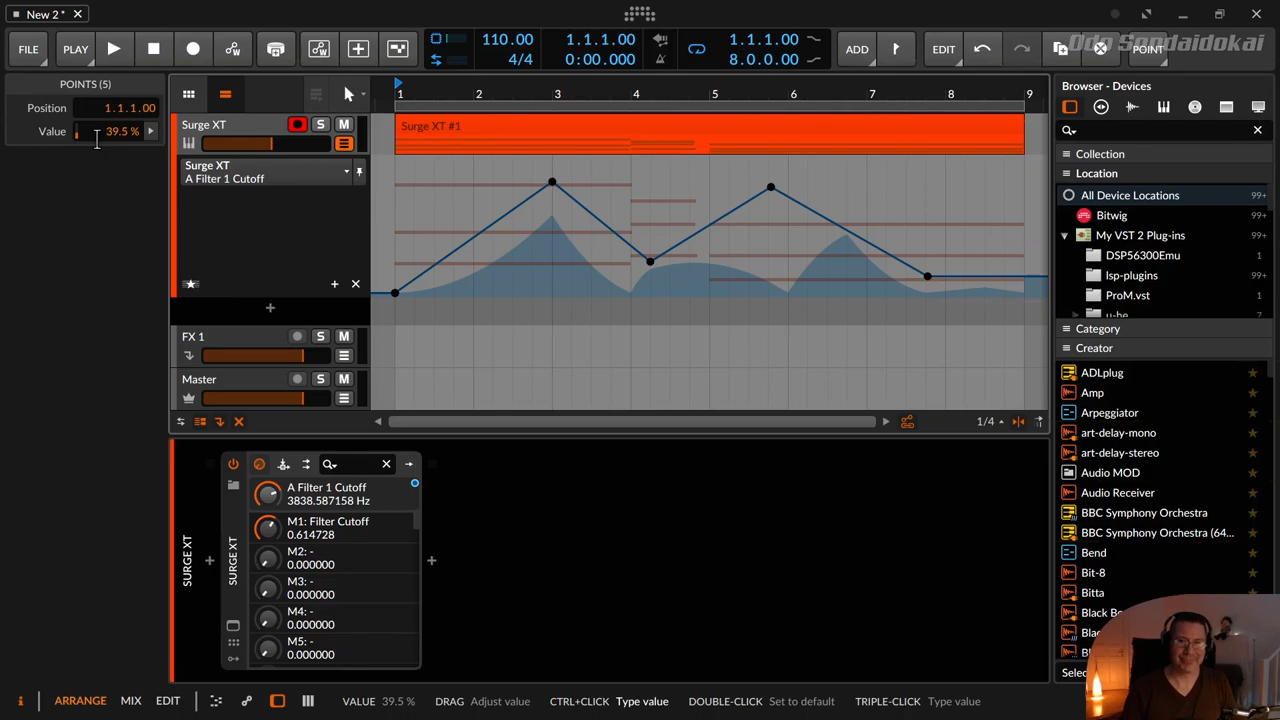 New 2 *
FILE
PLAY
110.00
4/4
1.1.1.00
0:00.000
1.1.1.00
8.0.0.00
ADD
EDIT
POINT
Odo Sendaidokai
POINTS (5)
Position
1.1.1.00
Value
39.5 %
1
2
3
4
5
6
7
8
9
Surge XT
S
M
Surge XT #1
Surge XT
A Filter 1 Cutoff
FX 1
S
M
Master
S
M
1/4
SURGE XT
SURGE XT
A Filter 1 Cutoff
3838.587158 Hz
M1: Filter Cutoff
0.614728
M2: -
0.000000
M3: -
0.000000
M4: -
0.000000
M5: -
0.000000
Browser - Devices
Collection
Location
All Device Locations
99+
Bitwig
99+
My VST 2 Plug-ins
99+
DSP56300Emu
1
lsp-plugins
99+
ProM.vst
1
u-he
7
Category
Creator
ADLplug
Amp
Arpeggiator
art-delay-mono
art-delay-stereo
Audio MOD
Audio Receiver
BBC Symphony Orchestra
BBC Symphony Orchestra (64...
Bend
Bit-8
Bitta
ARRANGE
MIX
EDIT
VALUE
39.5 %
DRAG
Adjust value
CTRL+CLICK
Type value
DOUBLE-CLICK
Set to default
TRIPLE-CLICK
Type value